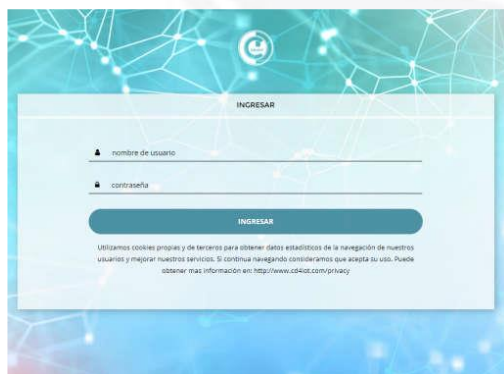 INGRESAR
nombre de usuario
contraseña
INGRESAR
Utilizamos cookies propias y de terceros para obtener datos estadísticos de la navegación de nuestros
usuarios y mejorar nuestros servicios. Si continua navegando consideramos que acepta su uso. Puede
obtener mas información en: http://www.cd4iot.com/privacy